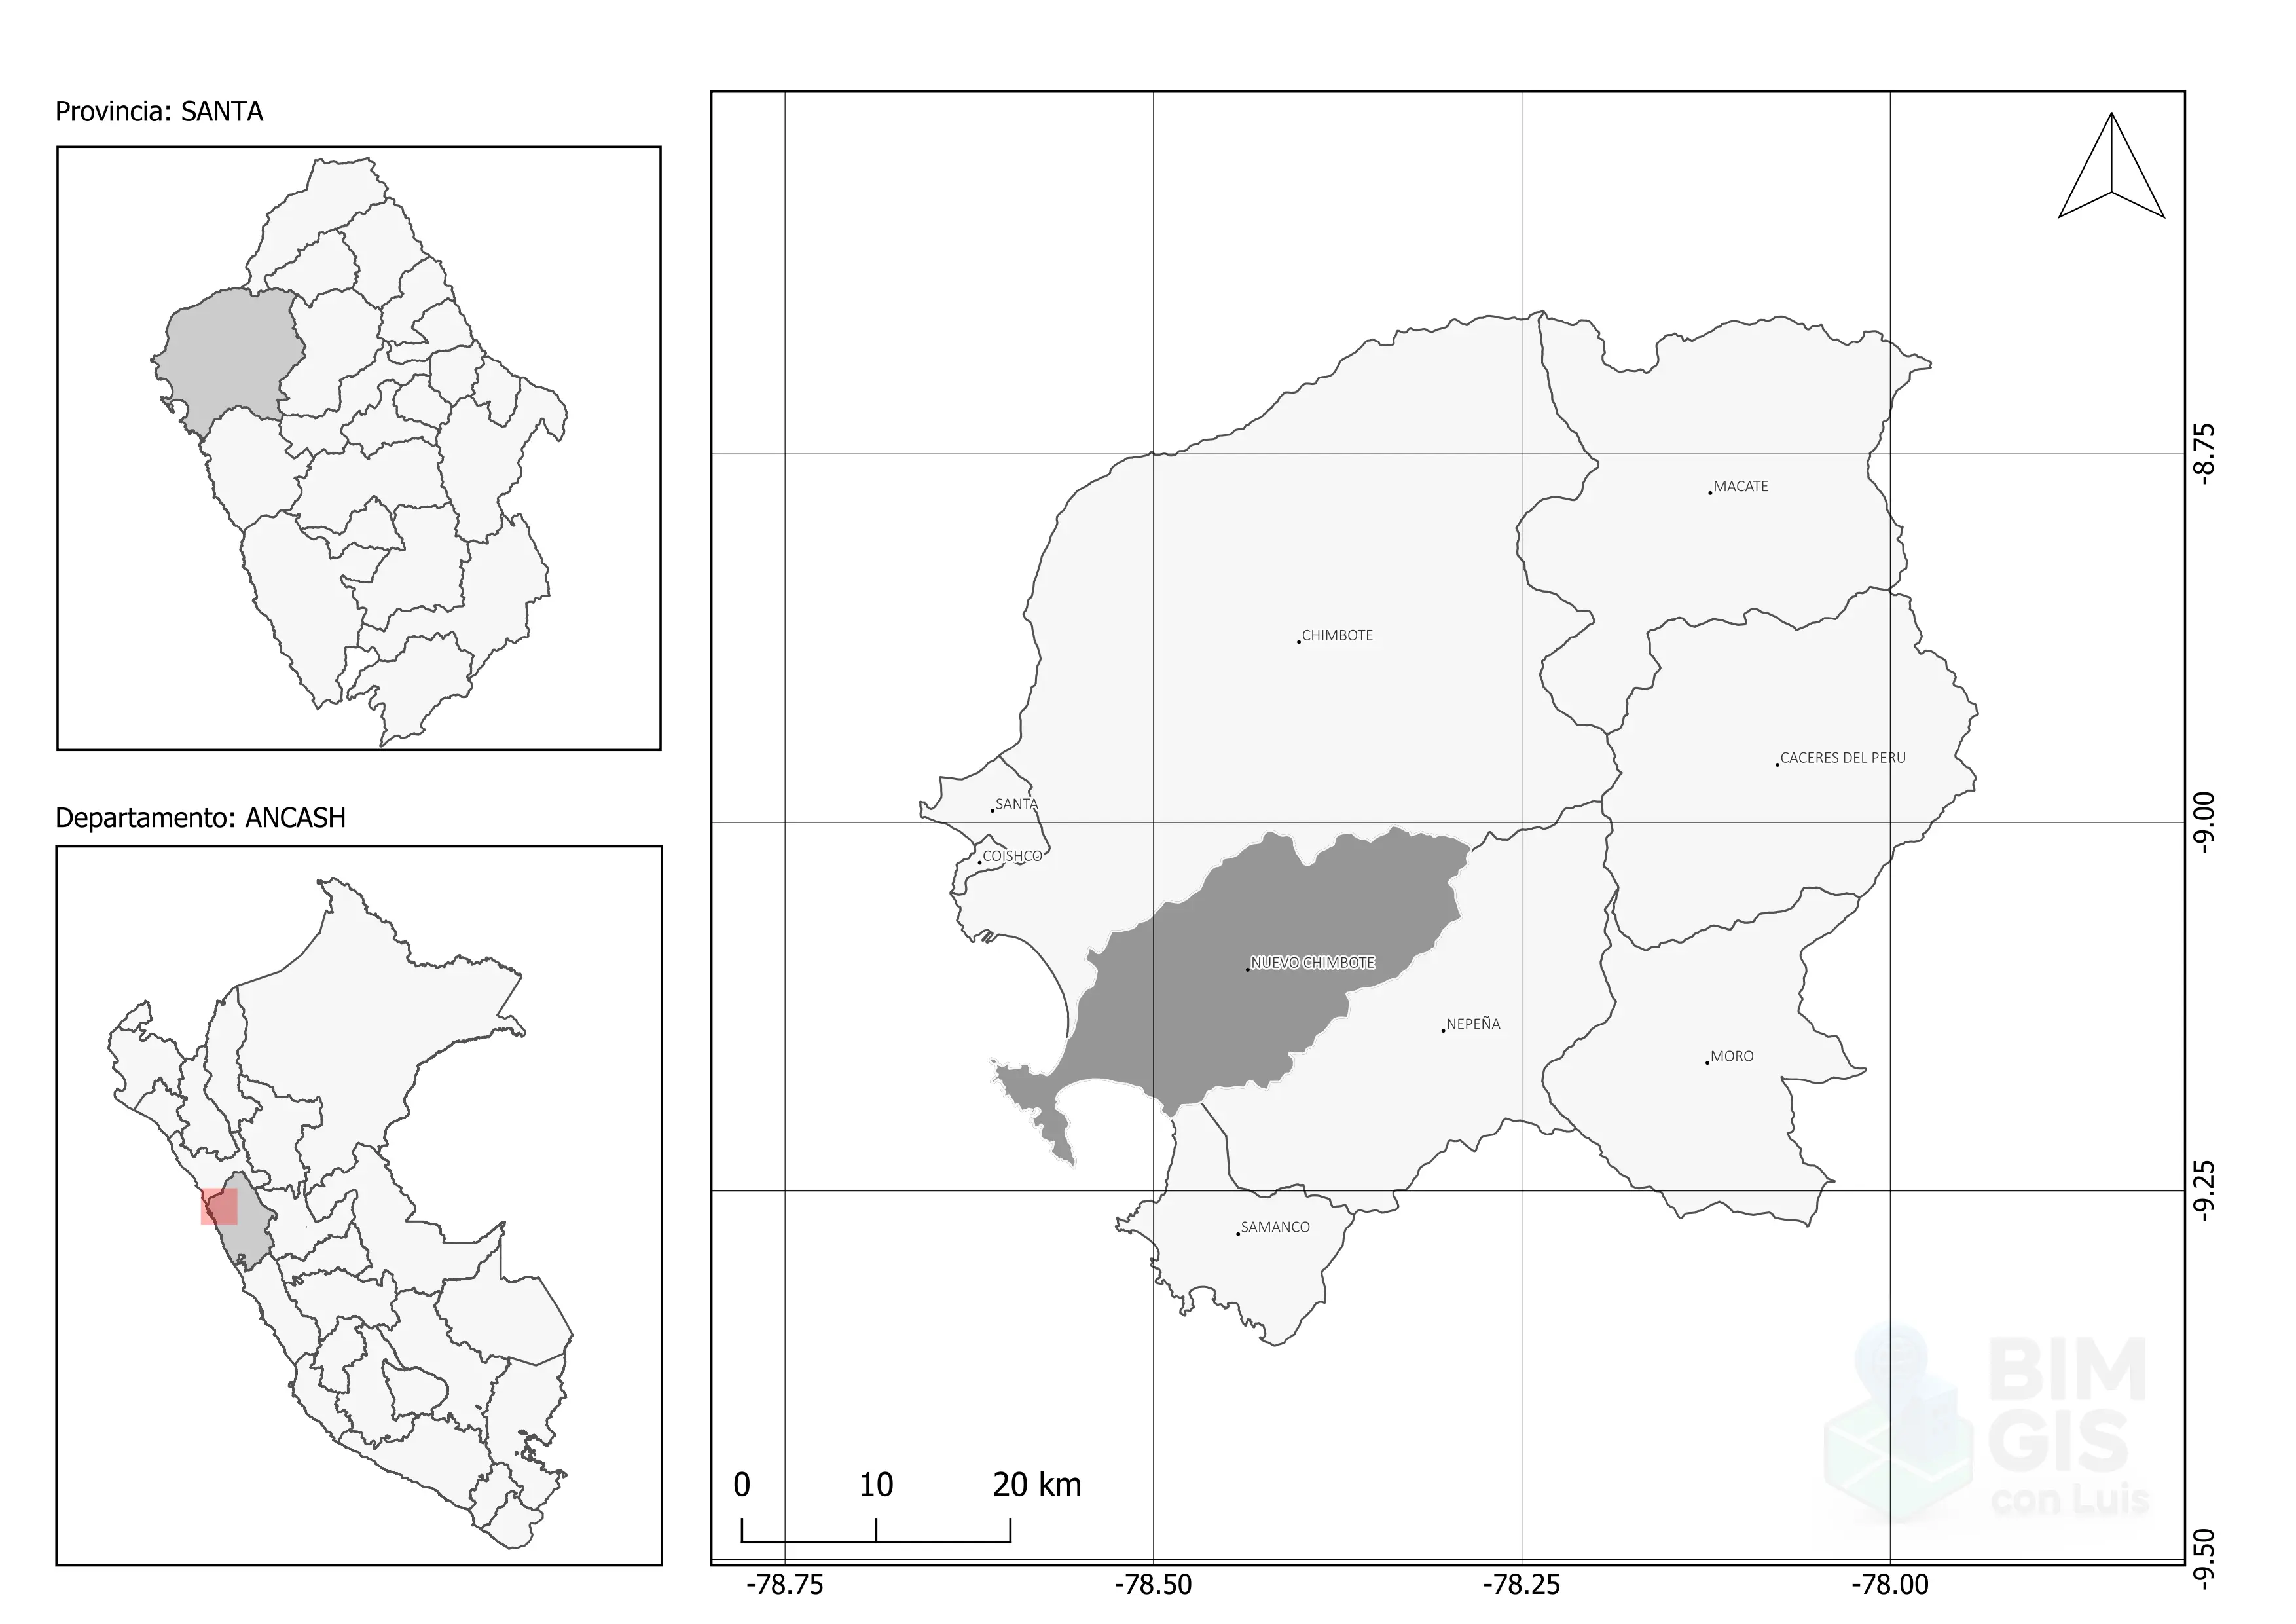 Provincia: SANTA
Departamento: ANCASH
MACATE
CHIMBOTE
CACERES DEL PERU
SANTA
COISHCO
NUEVO CHIMBOTE
NEPEÑA
MORO
SAMANCO
0 10 20 km
-78.75 -78.50 -78.25 -78.00
-8.75
-9.00
-9.25
-9.50
BIM
GIS
con Luis